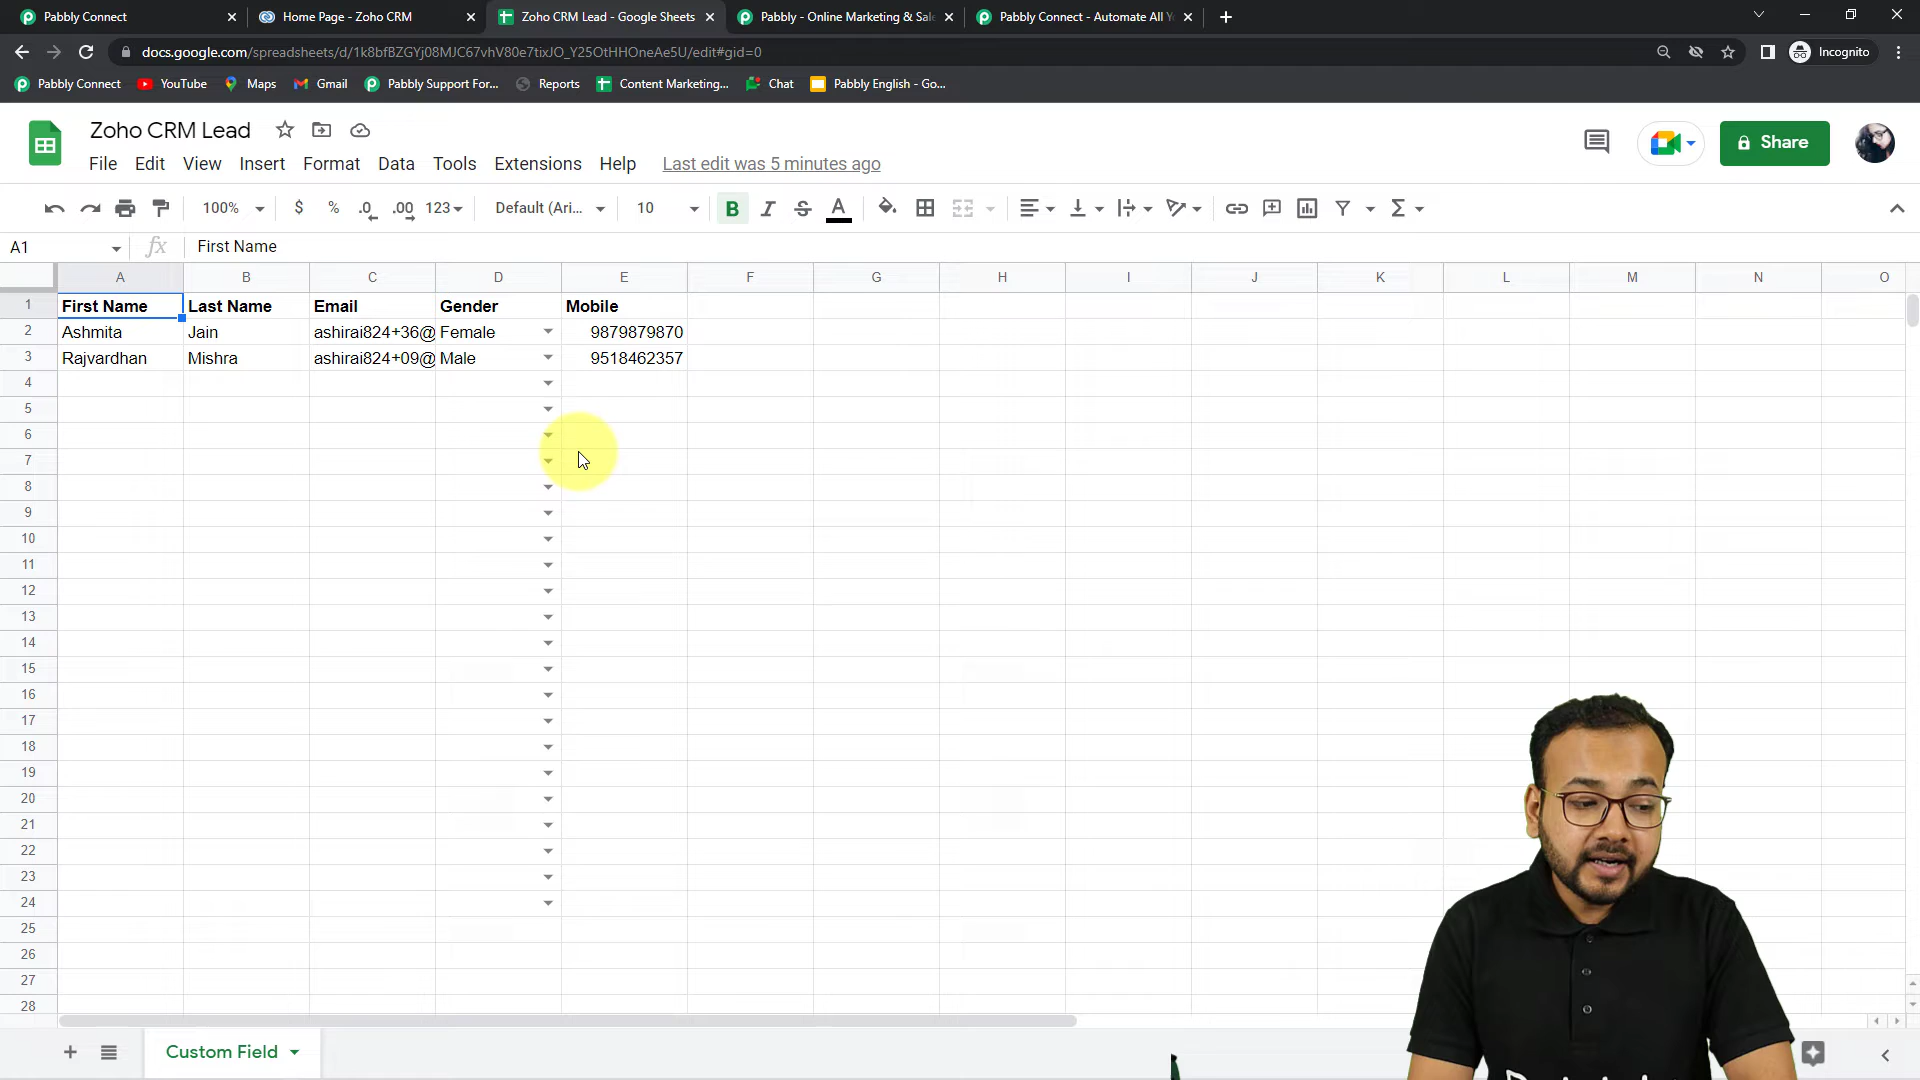 Pabbly Connect
Home Page - Zoho CRM
Zoho CRM Lead - Google Sheets
Pabbly - Online Marketing & Sal
Pabbly Connect - Automate All Y
docs.google.com/spreadsheets/d/1k8bfBZGYj08MJC67vhV80e7tixJO_Y25OtHHOneAe5U/edit#gid=0
Incognito
Pabbly Connect
YouTube
Maps
Gmail
Pabbly Support For...
Reports
Content Marketing...
Chat
Pabbly English - Go...
Zoho CRM Lead
Share
File Edit View Insert Format Data Tools Extensions Help Last edit was 5 minutes ago
100% $ % .0 .00 123 Default (Ari... 10 B I S A
A1 fx First Name
A B C D E F G H I J K L M N O
1 First Name Last Name Email Gender Mobile
2 Ashmita Jain ashirai824+36@ Female 9879879870
3 Rajvardhan Mishra ashirai824+09@ Male 9518462357
4
5
6
7
8
9
10
11
12
13
14
15
16
17
18
19
20
21
22
23
24
25
26
27
28
Custom Field